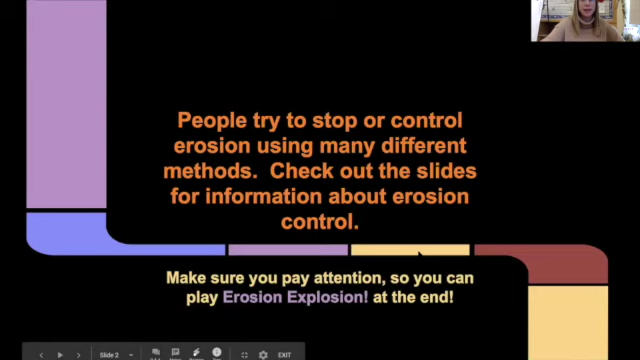 People try to stop or control
erosion using many different
methods.  Check out the slides
for information about erosion
control.
Make sure you pay attention, so you can
play Erosion Explosion! at the end!
Slide 2
EXIT